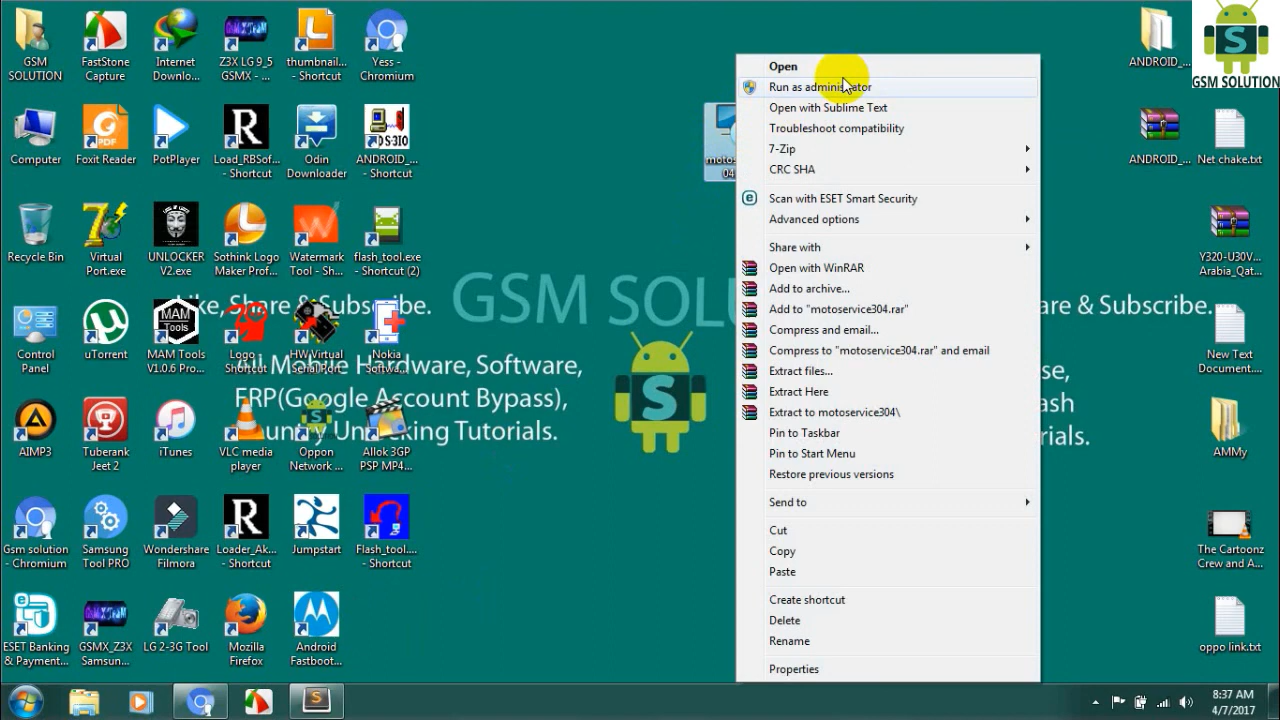 GSM
SOLUTION
FastStone
Capture
Internet
Downlo...
Z3X LG 9_5
GSMX - ...
thumbnail...
- Shortcut
Yess -
Chromium
ANDROID_...
S
GSM SOLUTION
Computer
Foxit Reader
PotPlayer
R
Load_RBSof...
- Shortcut
Odin
Downloader
ANDROID_...
- Shortcut
ANDROID_...
Net chake.txt
Recycle Bin
Virtual
Port.exe
UNLOCKER
V2.exe
Sothink Logo
Maker Prof...
Watermark
Tool - Sh...
flash_tool.exe
- Shortcut (2)
Y320-U30V...
Arabia_Qat...
Control
Panel
uTorrent
MAM
Tools
MAM Tools
V1.0.6 Pro...
Logo
Shortcut
HW Virtual
Nokia
New Text
Document....
AIMP3
Tuberank
Jeet 2
iTunes
VLC media
player
Oppon
Network ...
Allok 3GP
PSP MP4...
AMMy
Gsm solution
- Chromium
Samsung
Tool PRO
Wondershare
Filmora
R
Loader_Ak...
- Shortcut
Jumpstart
Flash_tool....
- Shortcut
The Cartoonz
Crew and A...
ESET Banking
& Payment...
GSMX_Z3X
Samsun...
LG 2-3G Tool
Mozilla
Firefox
Android
Fastboot...
oppo link.txt
GSM SOLU
Like, Share & Subscribe.
Mobile Hardware, Software,
FRP(Google Account Bypass),
Unlocking Tutorials.
S
are & Subscribe.
Open
Run as administrator
Open with Sublime Text
Troubleshoot compatibility
7-Zip
CRC SHA
Scan with ESET Smart Security
Advanced options
Share with
Open with WinRAR
Add to archive...
Add to "motoservice304.rar"
Compress and email...
Compress to "motoservice304.rar" and email
Extract files...
Extract Here
Extract to motoservice304\
Pin to Taskbar
Pin to Start Menu
Restore previous versions
Send to
Cut
Copy
Paste
Create shortcut
Delete
Rename
Properties
8:37 AM
4/7/2017